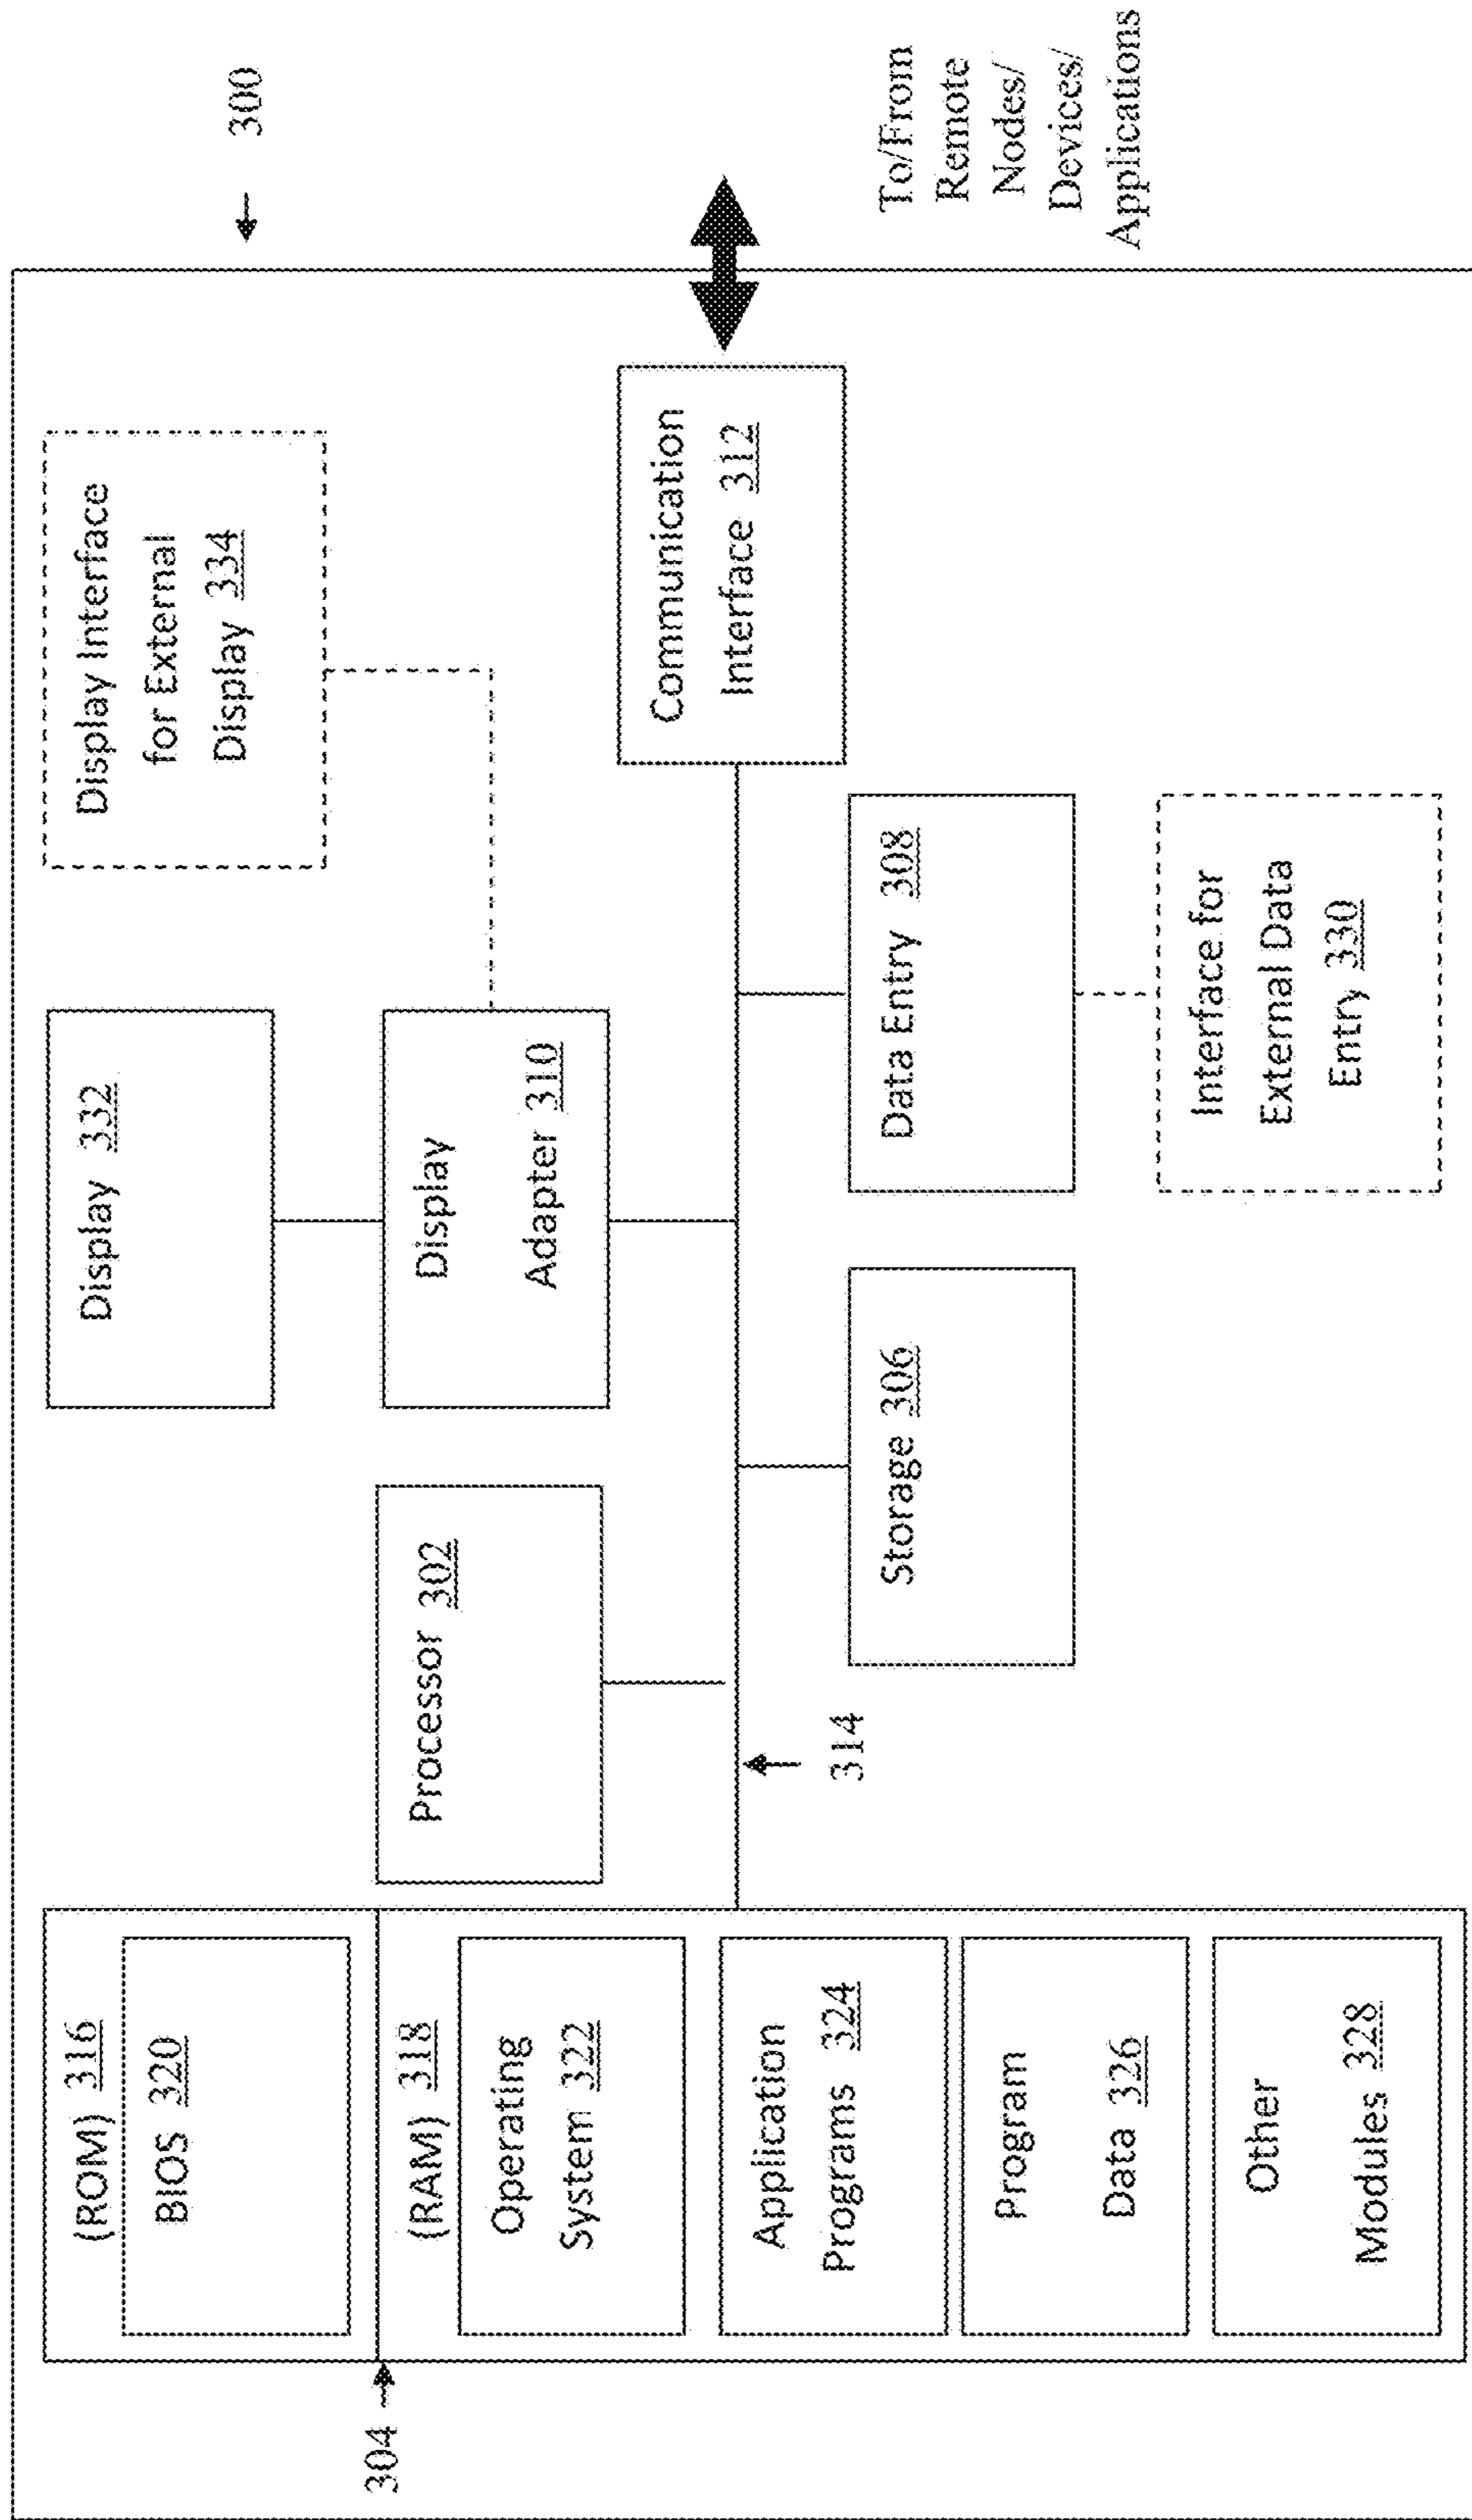 300
(ROM) 316
BIOS 320
(RAM) 318
Operating
System 322
Application
Programs 324
Program
Data 326
Other
Modules 328
304
Processor 302
314
Display 332
Display
Adapter 310
Storage 306
Display Interface
for External
Display 334
Data Entry 308
Interface for
External Data
Entry 330
Communication
Interface 312
To/From
Remote
Nodes/
Devices/
Applications